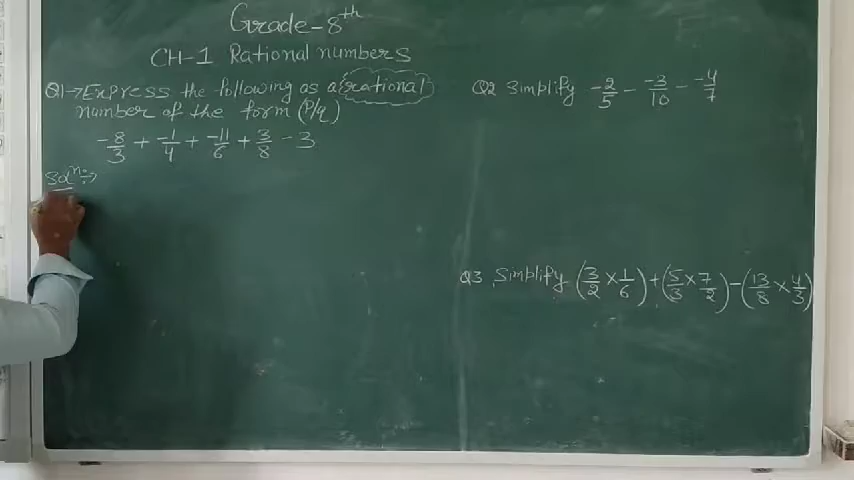 Grade-8th
CH-1 Rational numbers
Q1→Express the following as a rational
number of the form (P/q)
-8/3 + -1/4 + -11/6 + 3/8 - 3
Solⁿ:→
Q2 Simplify -2/5 - -3/10 - -4/7
Q3 Simplify (3/2 × 1/6) + (5/3 × 7/2) - (13/8 × 4/3)